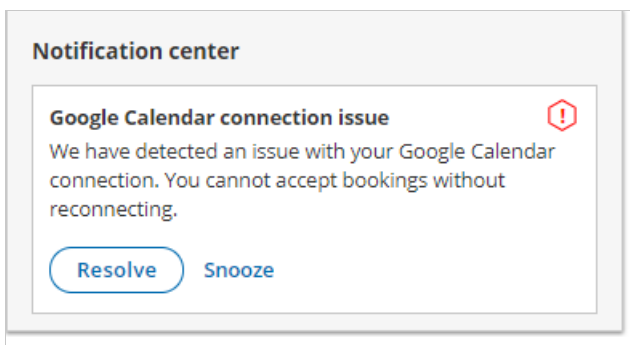 Notification center
Google Calendar connection issue
We have detected an issue with your Google Calendar
connection. You cannot accept bookings without
reconnecting.
Resolve Snooze